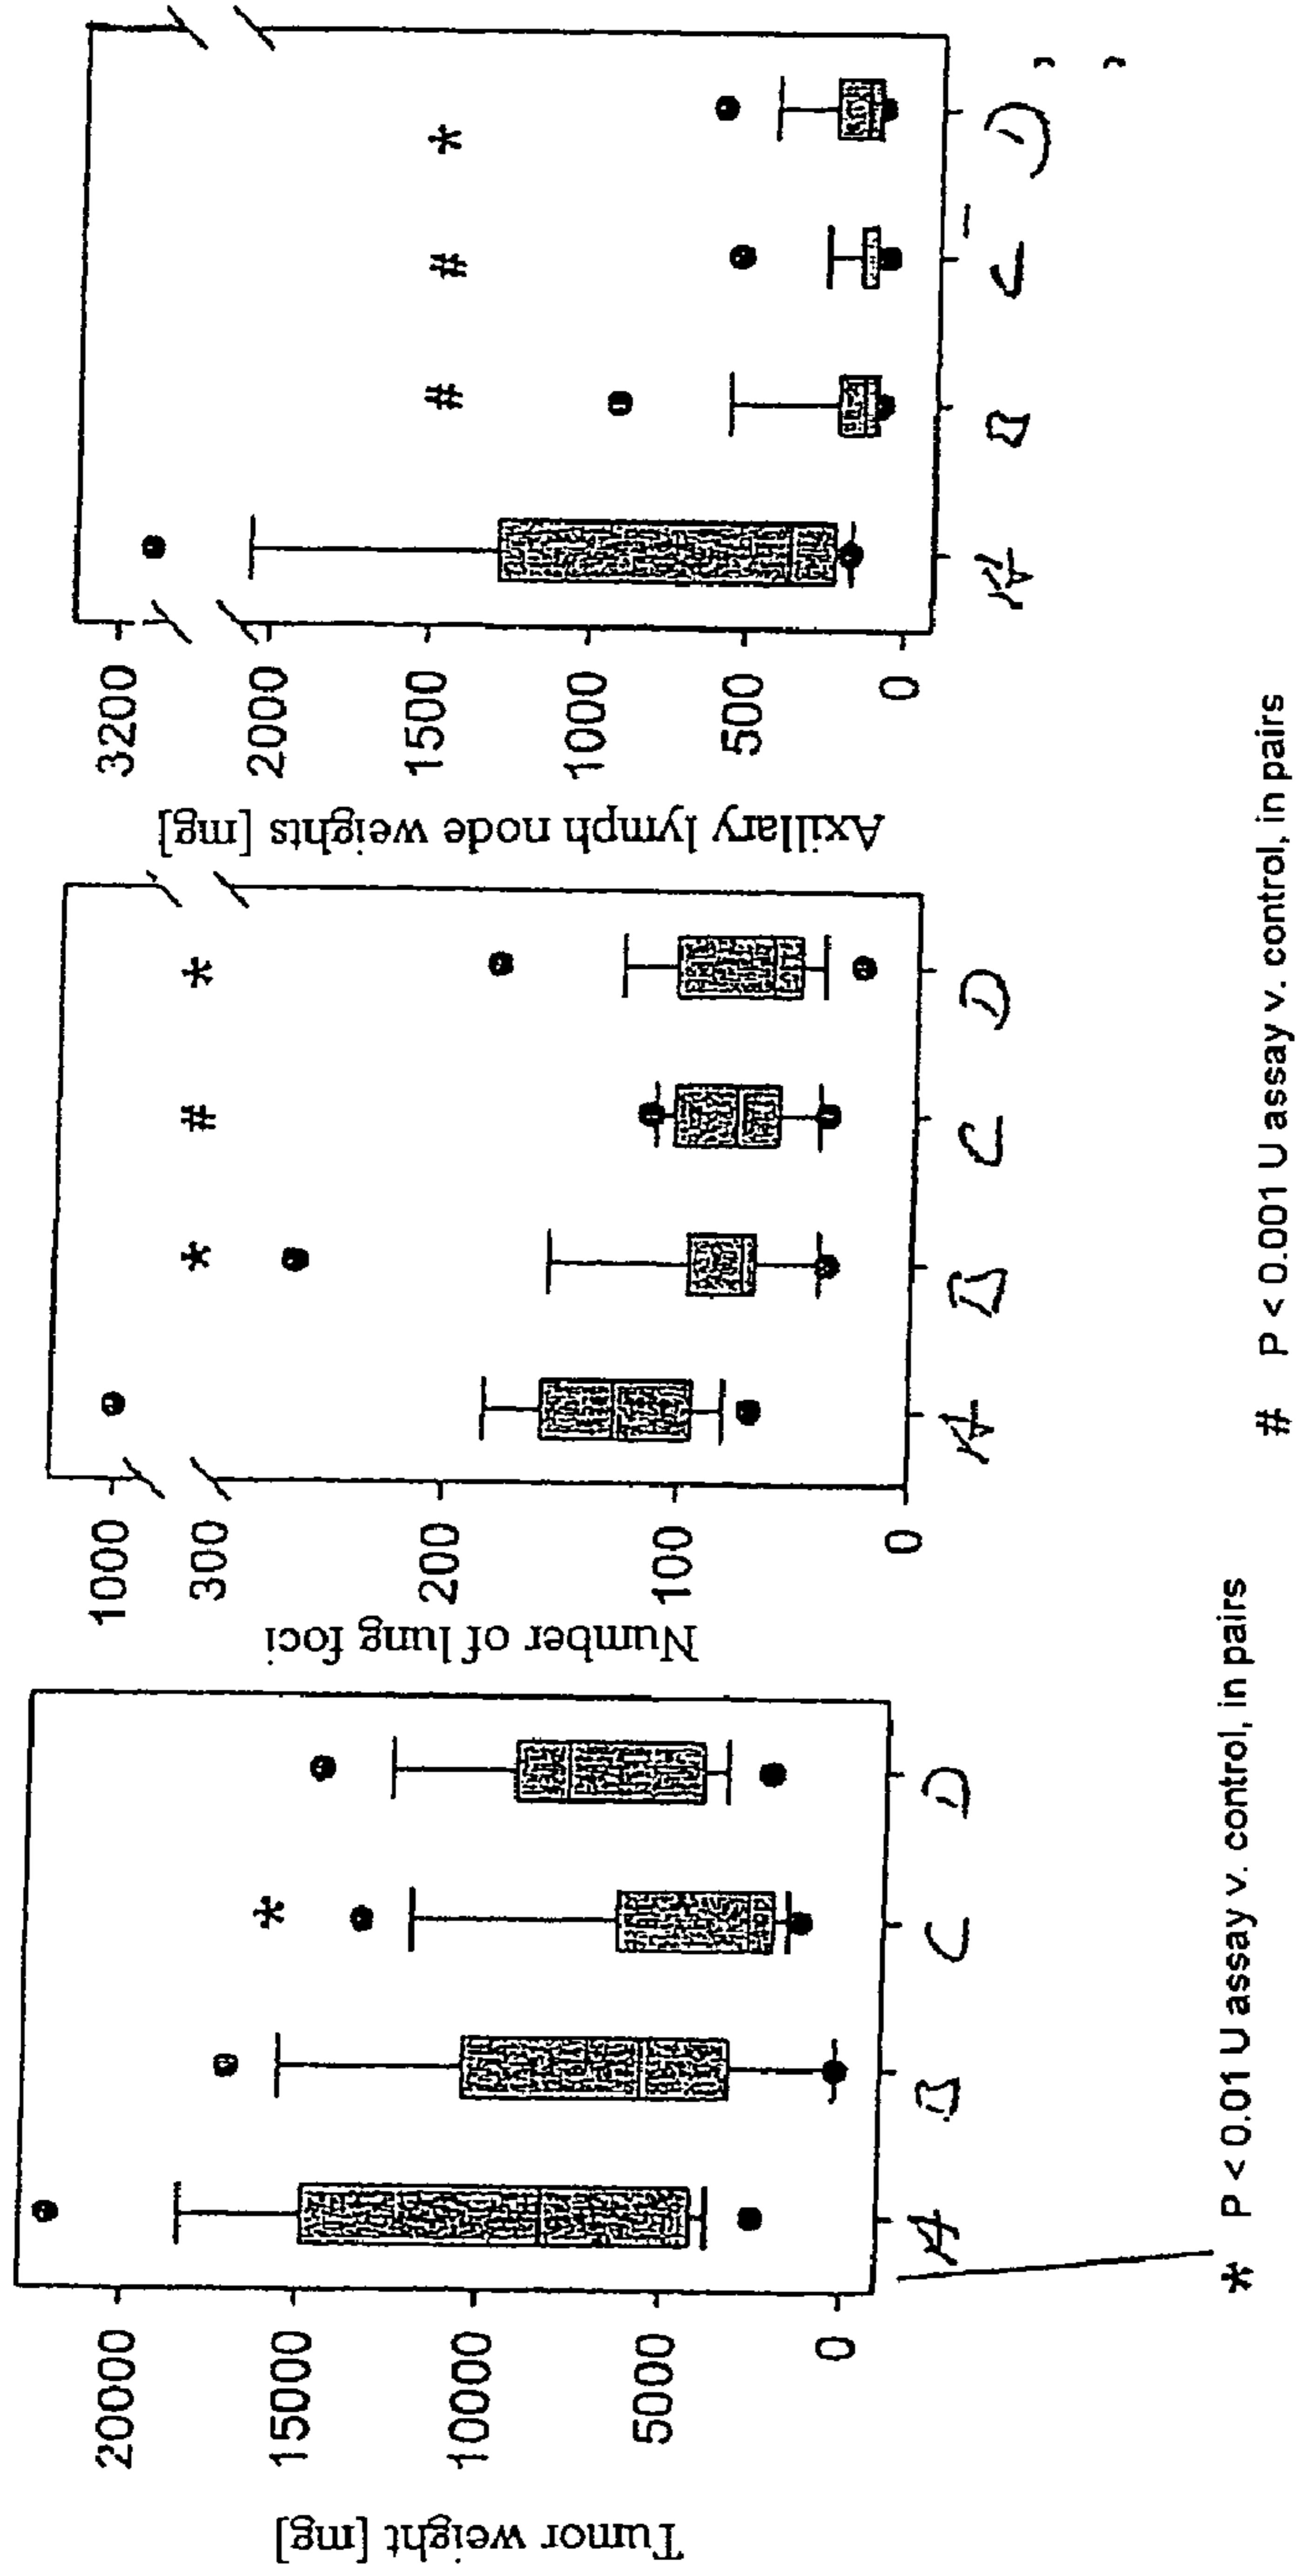 Tumor weight [mg]
20000
15000
10000
5000
0
A
B
C
D
*
Number of lung foci
1000
300
200
100
0
A
B
C
D
*
#
*
Axillary lymph node weights [mg]
3200
2000
1500
1000
500
0
A
B
C
D
#
#
*
* P < 0.01 U assay v. control, in pairs
# P < 0.001 U assay v. control, in pairs